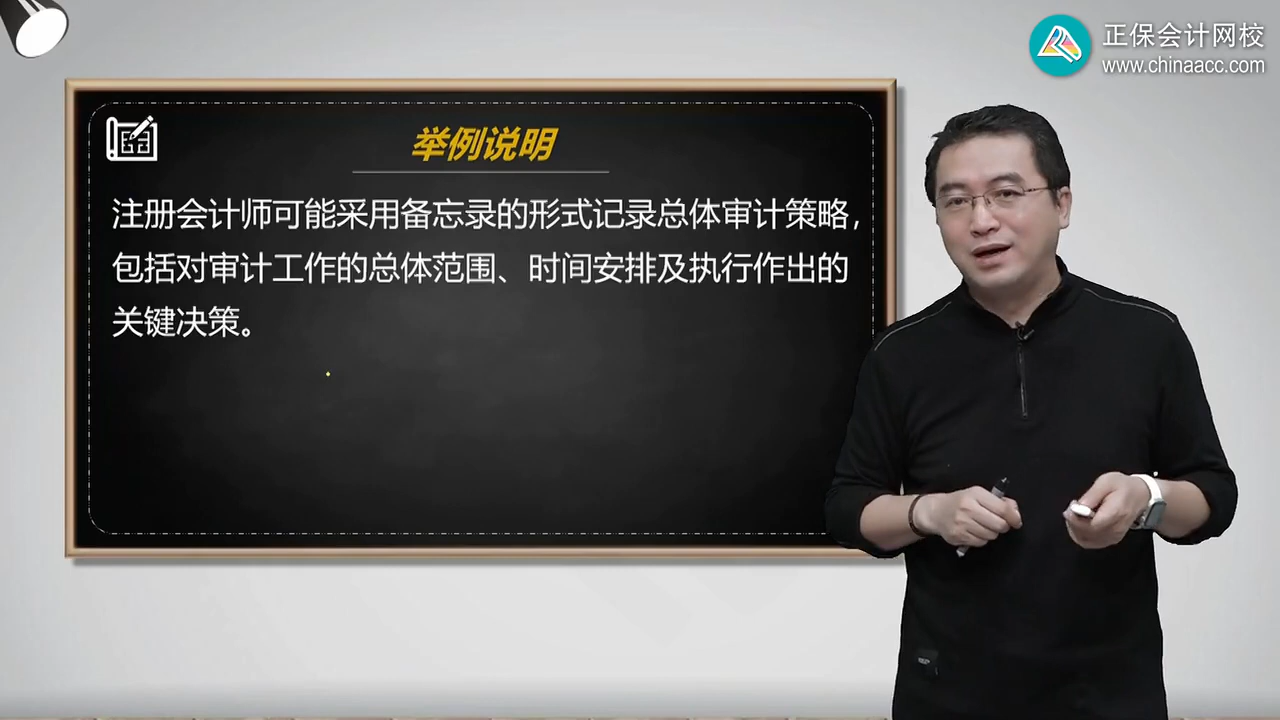 正保会计网校
www.chinaacc.com
举例说明
注册会计师可能采用备忘录的形式记录总体审计策略，
包括对审计工作的总体范围、时间安排及执行作出的
关键决策。